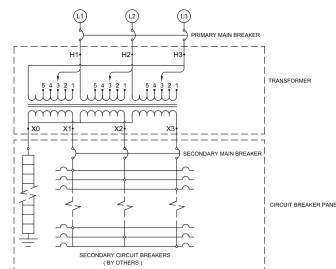 L1 L2 L3
PRIMARY MAIN BREAKER
H1 H2 H3
5 4 3 2 1 5 4 3 2 1 5 4 3 2 1
TRANSFORMER
X0 X1 X2 X3
SECONDARY MAIN BREAKER
CIRCUIT BREAKER PANE
SECONDARY CIRCUIT BREAKERS
( BY OTHERS )